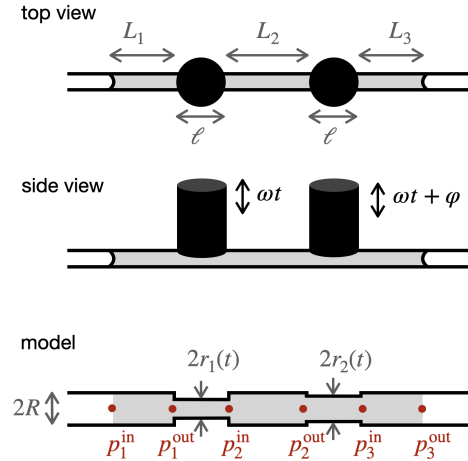 top view
L₁ L₂ L₃
ℓ ℓ
side view
ωt ωt + φ
model
2r₁(t) 2r₂(t)
2R
p₁ⁱⁿ p₁ᵒᵘᵗ p₂ⁱⁿ p₂ᵒᵘᵗ p₃ⁱⁿ p₃ᵒᵘᵗ